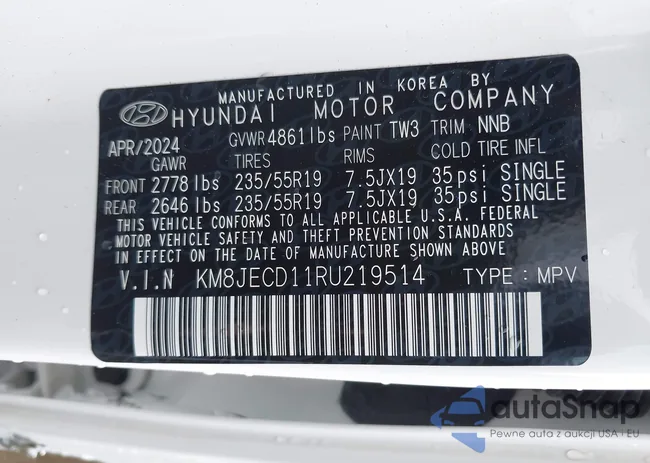 MANUFACTURED IN KOREA BY
HYUNDAI MOTOR COMPANY
APR/2024 GVWR 4861lbs PAINT TW3 TRIM NNB
GAWR TIRES RIMS COLD TIRE INFL
FRONT 2778lbs 235/55R19 7.5JX19 35psi SINGLE
REAR 2646lbs 235/55R19 7.5JX19 35psi SINGLE
THIS VEHICLE CONFORMS TO ALL APPLICABLE U.S.A. FEDERAL
MOTOR VEHICLE SAFETY BUMPER AND THEFT PREVENTION STANDARDS
IN EFFECT ON THE DATE OF MANUFACTURE SHOWN ABOVE.
V.I.N KM8JECD11RU219514 TYPE: MPV
autaSnap
Pewne auta z aukcji USA i EU